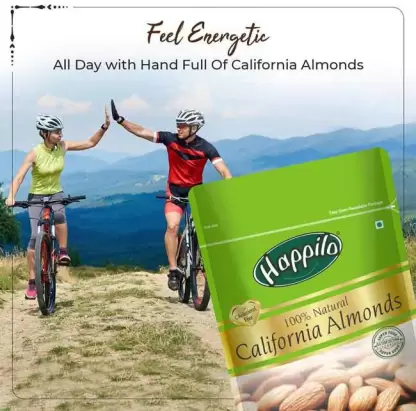 Feel Energetic
All Day with Hand Full Of California Almonds
Happilo
100% Natural
California Almonds